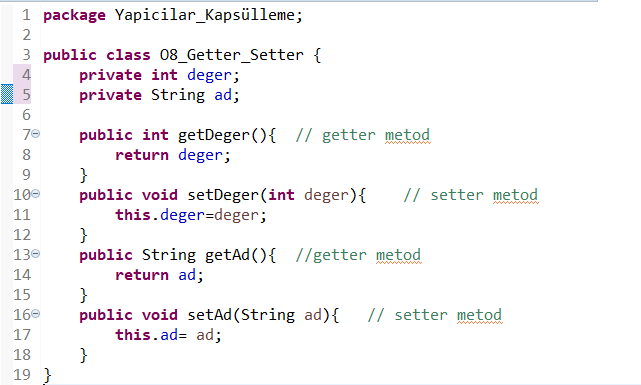 1 package Yapicilar_Kapsülleme;
2
3 public class O8_Getter_Setter {
4     private int deger;
5     private String ad;
6
7     public int getDeger(){  // getter metod
8         return deger;
9     }
10     public void setDeger(int deger){    // setter metod
11         this.deger=deger;
12     }
13     public String getAd(){  //getter metod
14         return ad;
15     }
16     public void setAd(String ad){   // setter metod
17         this.ad= ad;
18     }
19 }